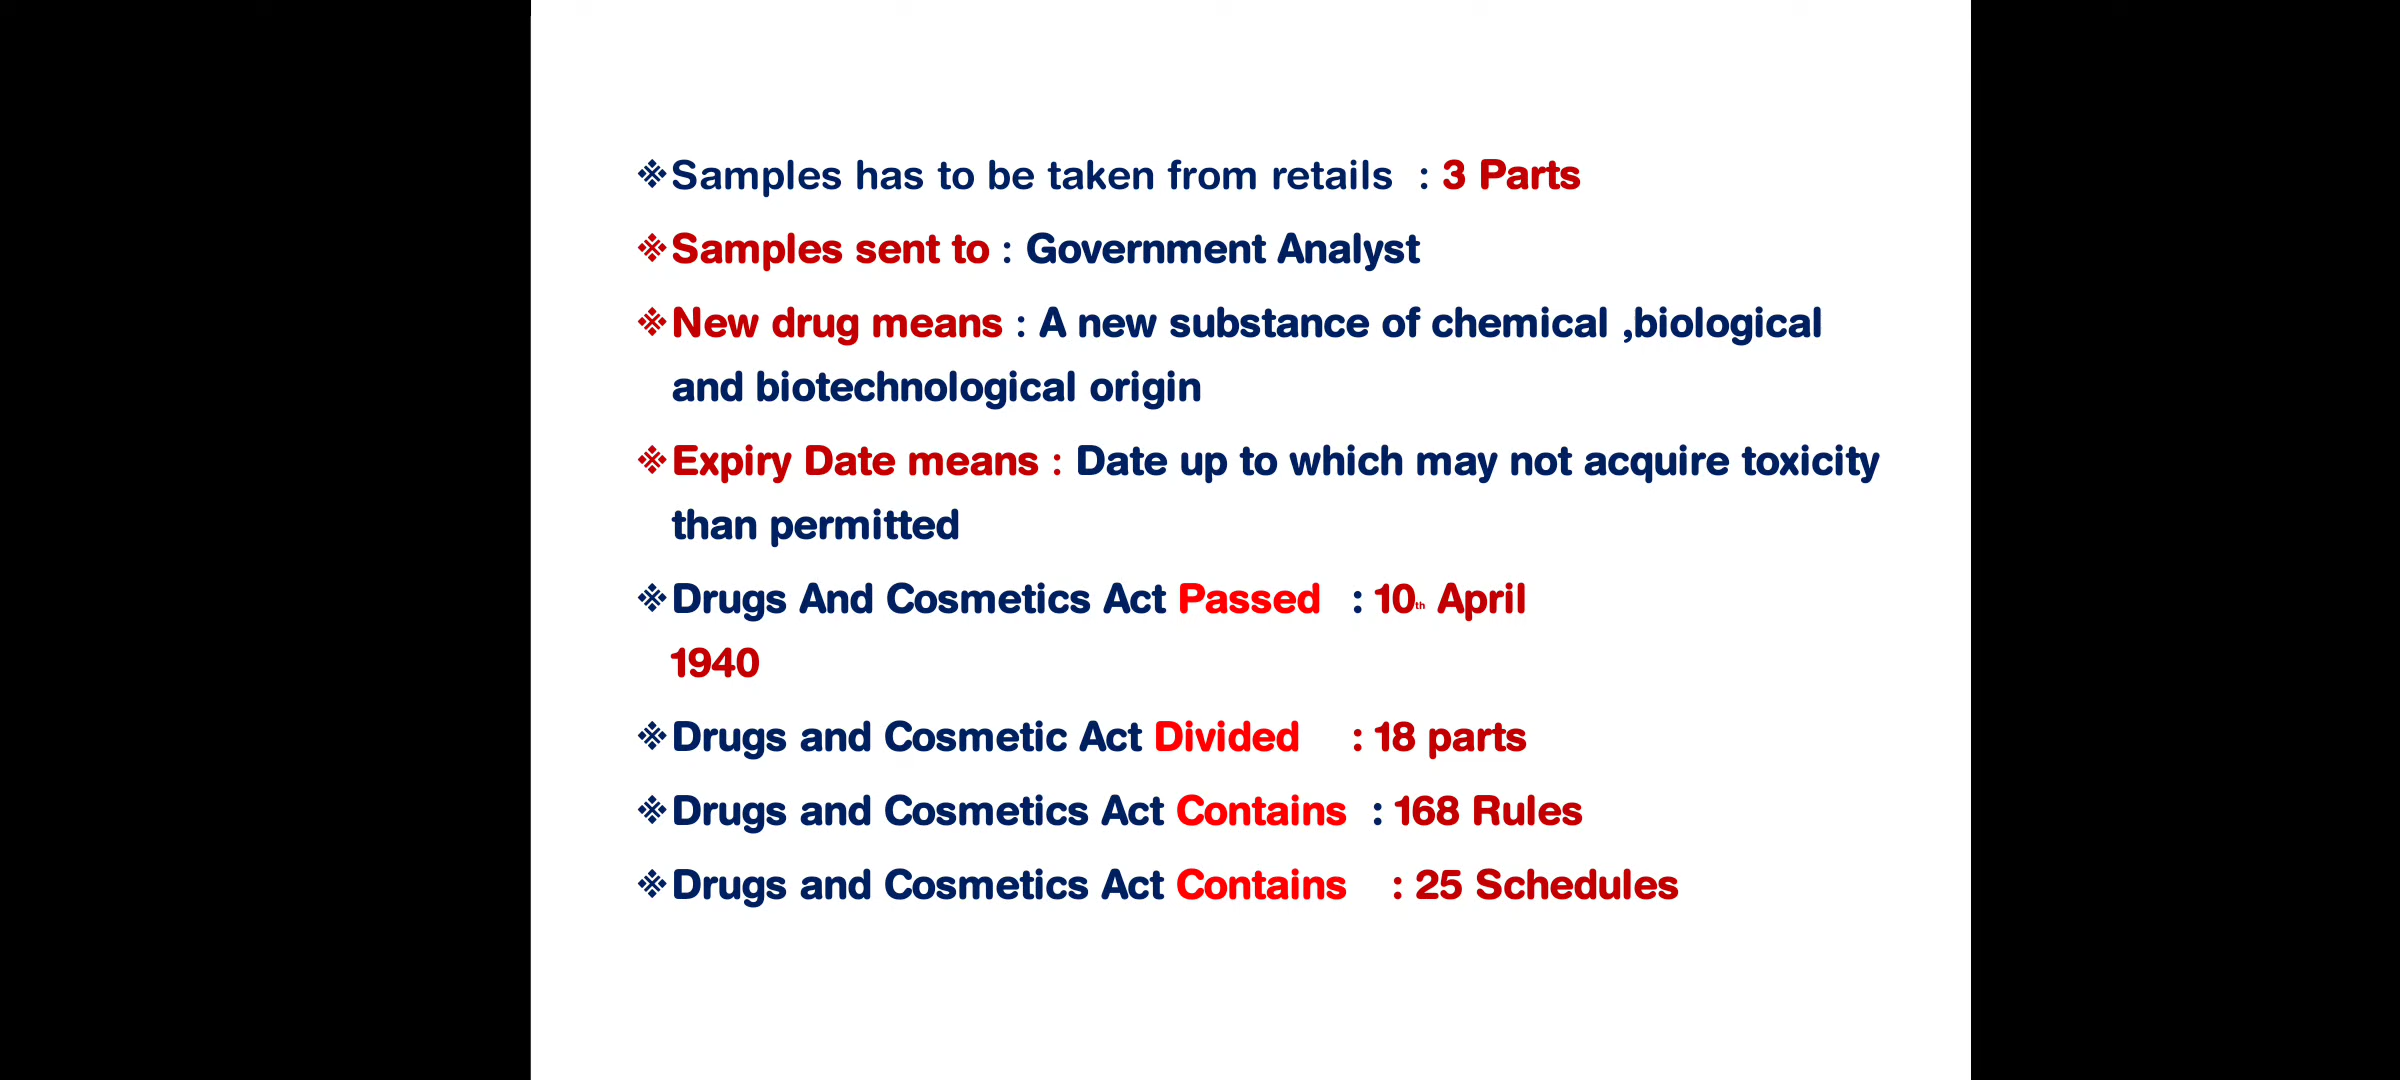 ❖Samples has to be taken from retails : 3 Parts
❖Samples sent to : Government Analyst
❖New drug means : A new substance of chemical ,biological
and biotechnological origin
❖Expiry Date means : Date up to which may not acquire toxicity
than permitted
❖Drugs And Cosmetics Act Passed : 10th April
1940
❖Drugs and Cosmetic Act Divided : 18 parts
❖Drugs and Cosmetics Act Contains : 168 Rules
❖Drugs and Cosmetics Act Contains : 25 Schedules